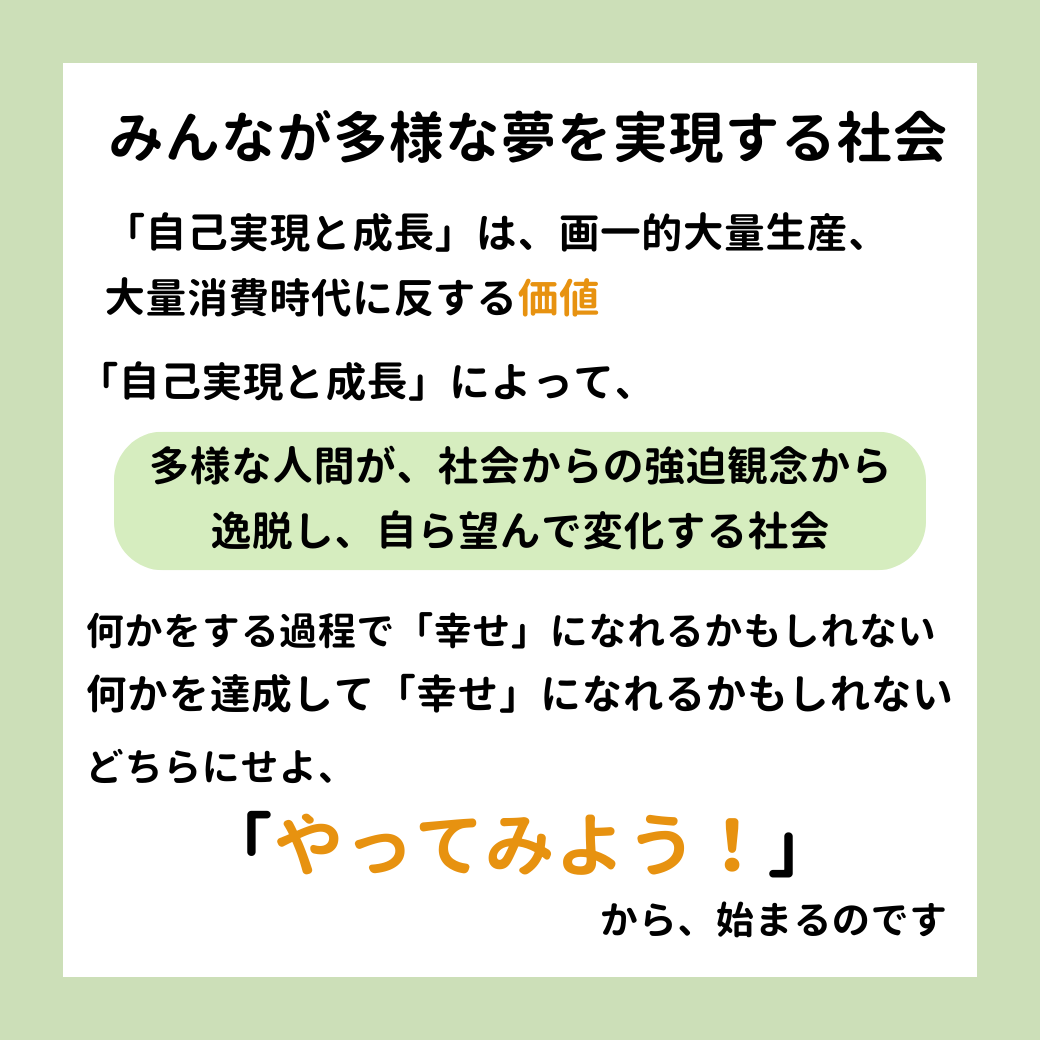 みんなが多様な夢を実現する社会
「自己実現と成長」は、画一的大量生産、
大量消費時代に反する価値
「自己実現と成長」によって、
多様な人間が、社会からの強迫観念から
逸脱し、自ら望んで変化する社会
何かをする過程で「幸せ」になれるかもしれない
何かを達成して「幸せ」になれるかもしれない
どちらにせよ、
「やってみよう！」
から、始まるのです